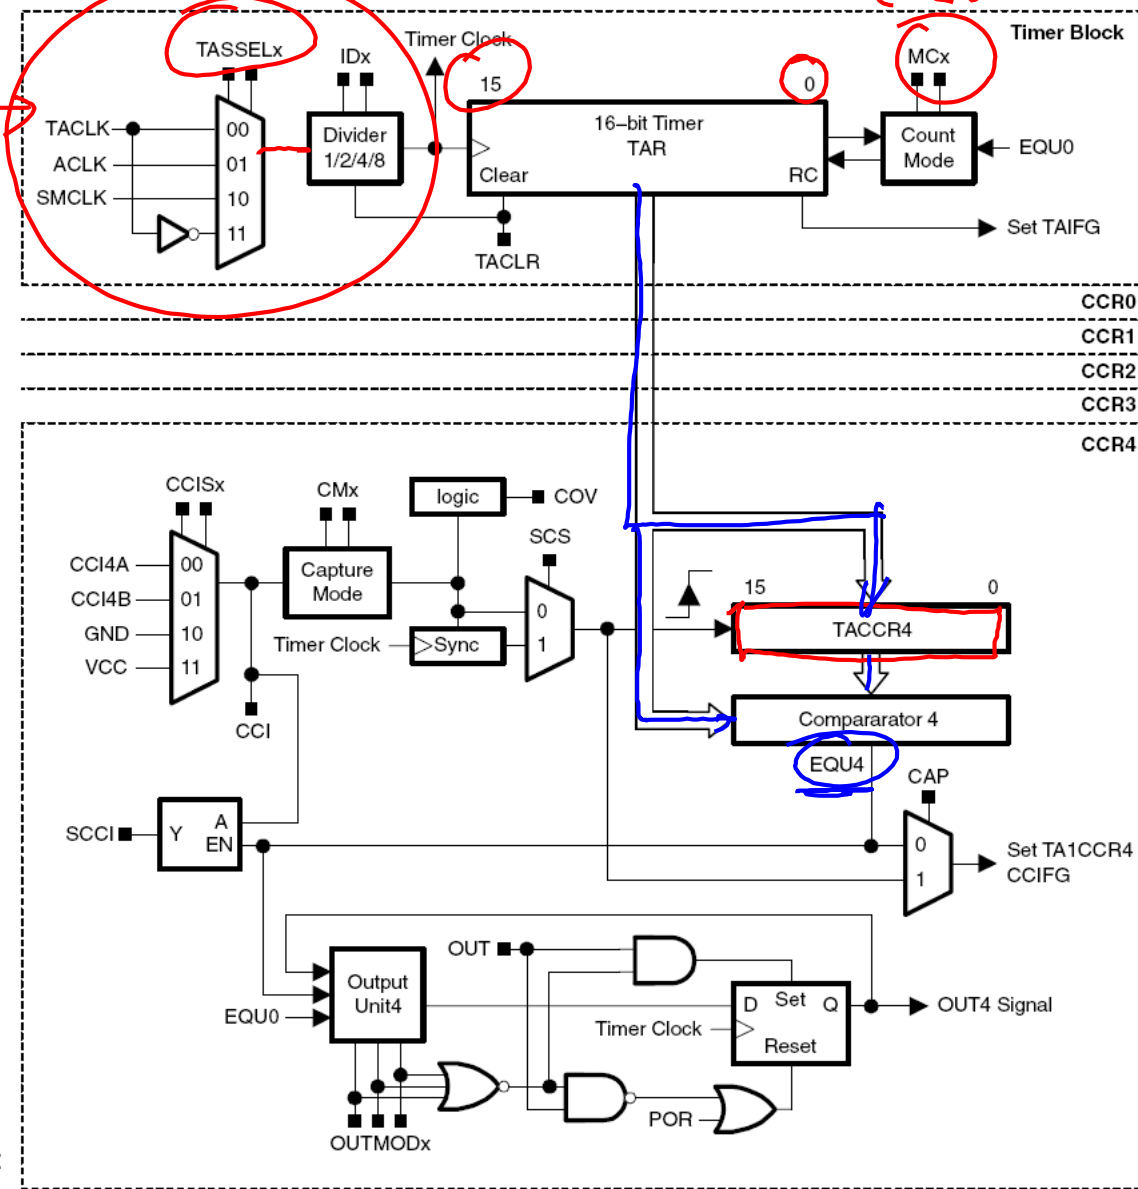 Timer Block
TASSELx
IDx
Timer Clock
15
0
MCx
TACLK
ACLK
SMCLK
00
01
10
11
Divider
1/2/4/8
16-bit Timer
TAR
Clear
RC
Count
Mode
EQU0
Set TAIFG
TACLR
CCR0
CCR1
CCR2
CCR3
CCR4
CCISx
CMx
logic
COV
SCS
CCI4A
CCI4B
GND
VCC
00
01
10
11
Capture
Mode
0
1
Timer Clock
Sync
CCI
15
0
TACCR4
Compararator 4
EQU4
CAP
SCCI
Y
A
EN
0
1
Set TA1CCR4
CCIFG
OUT
Output
Unit4
EQU0
D
Set
Q
OUT4 Signal
Timer Clock
Reset
POR
OUTMODx